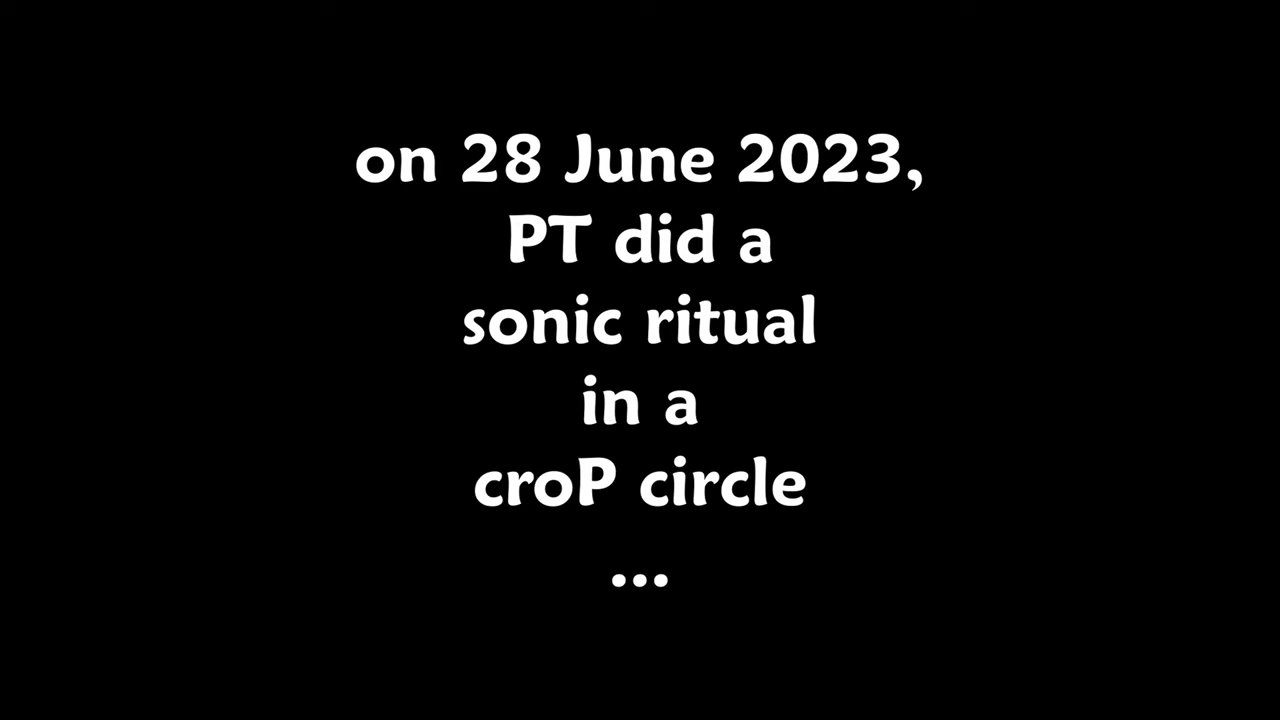 on 28 June 2023,
PT did a
sonic ritual
in a
croP circle
...